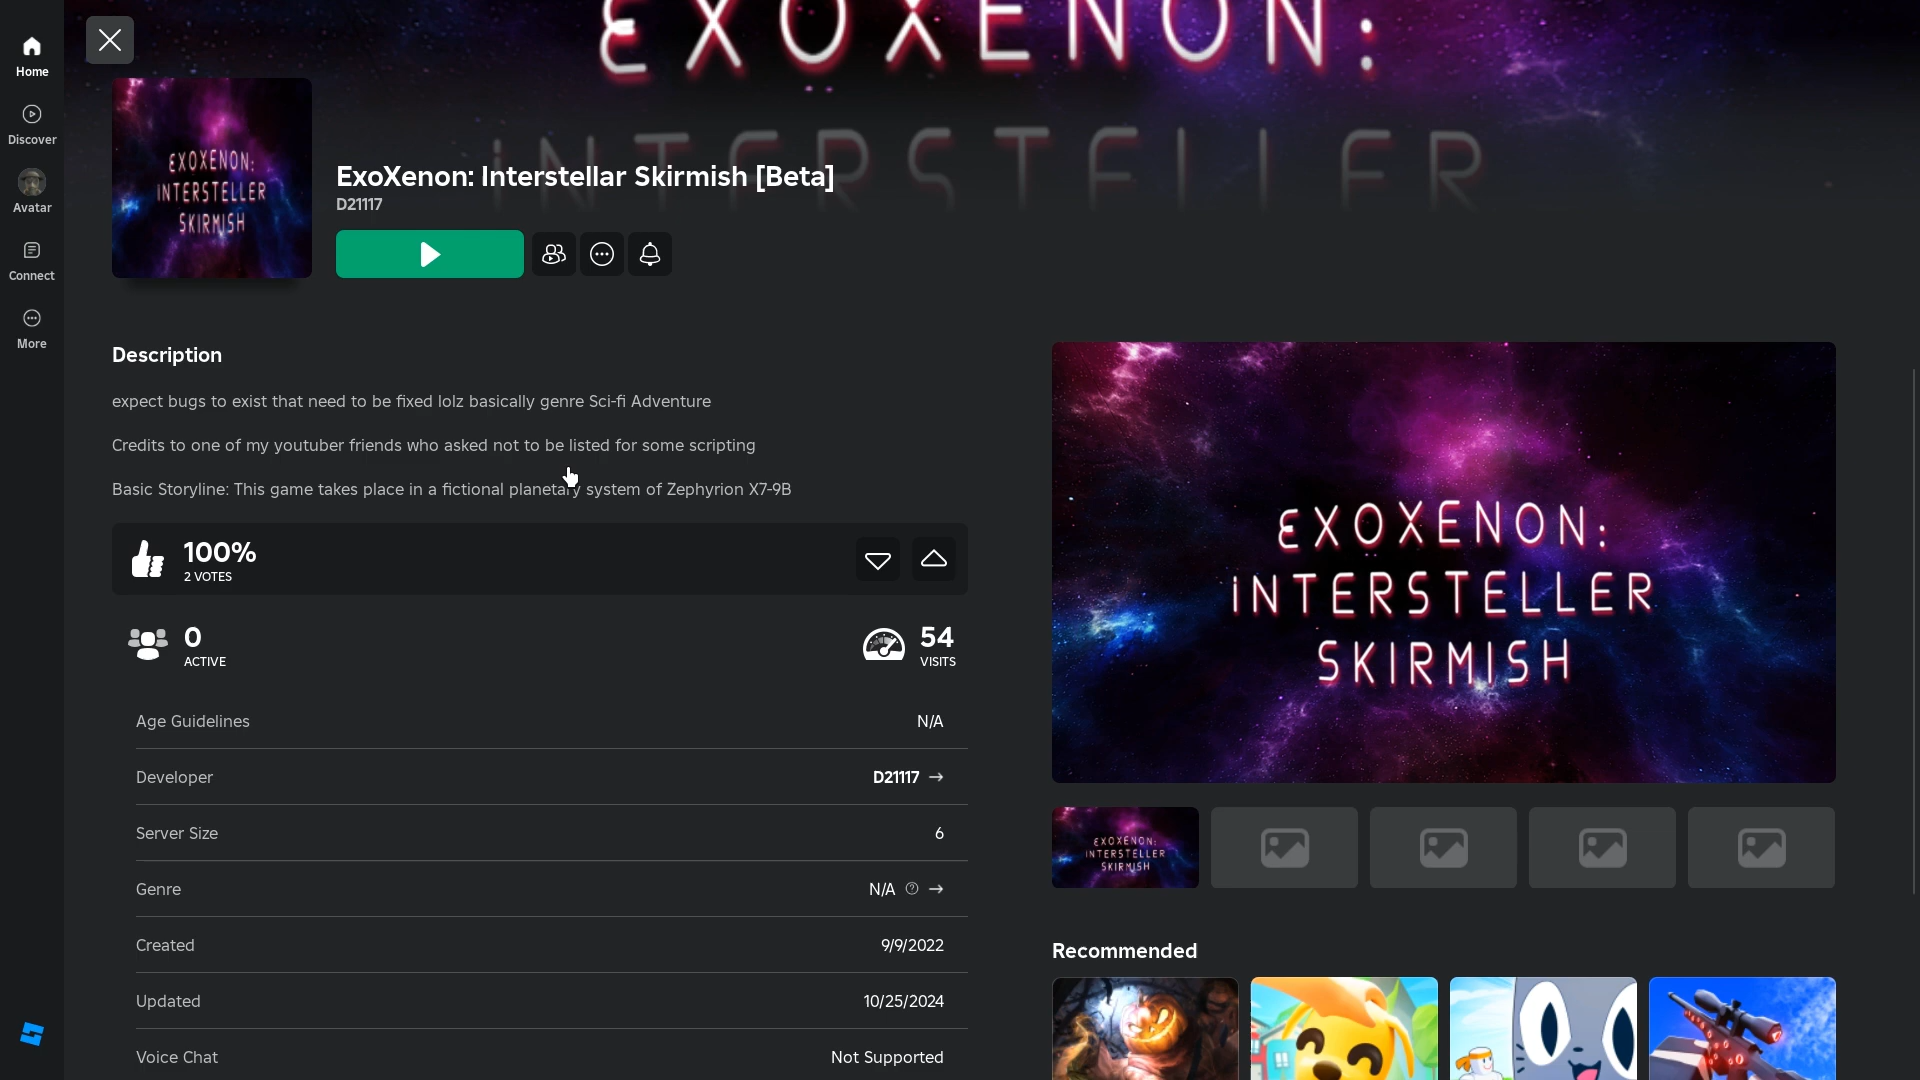 EXOXENON:
INTERSTELLER
Home
Discover
Avatar
Connect
More
EXOXENON:
INTERSTELLER
SKIRMISH
ExoXenon: Interstellar Skirmish [Beta]
D21117
Description
expect bugs to exist that need to be fixed lolz basically genre Sci-fi Adventure
Credits to one of my youtuber friends who asked not to be listed for some scripting
Basic Storyline: This game takes place in a fictional planetary system of Zephyrion X7-9B
100%
2 VOTES
0
ACTIVE
54
VISITS
Age Guidelines N/A
Developer D21117
Server Size 6
Genre N/A
Created 9/9/2022
Updated 10/25/2024
Voice Chat Not Supported
EXOXENON:
INTERSTELLER
SKIRMISH
EXOXENON:
INTERSTELLER
SKIRMISH
Recommended